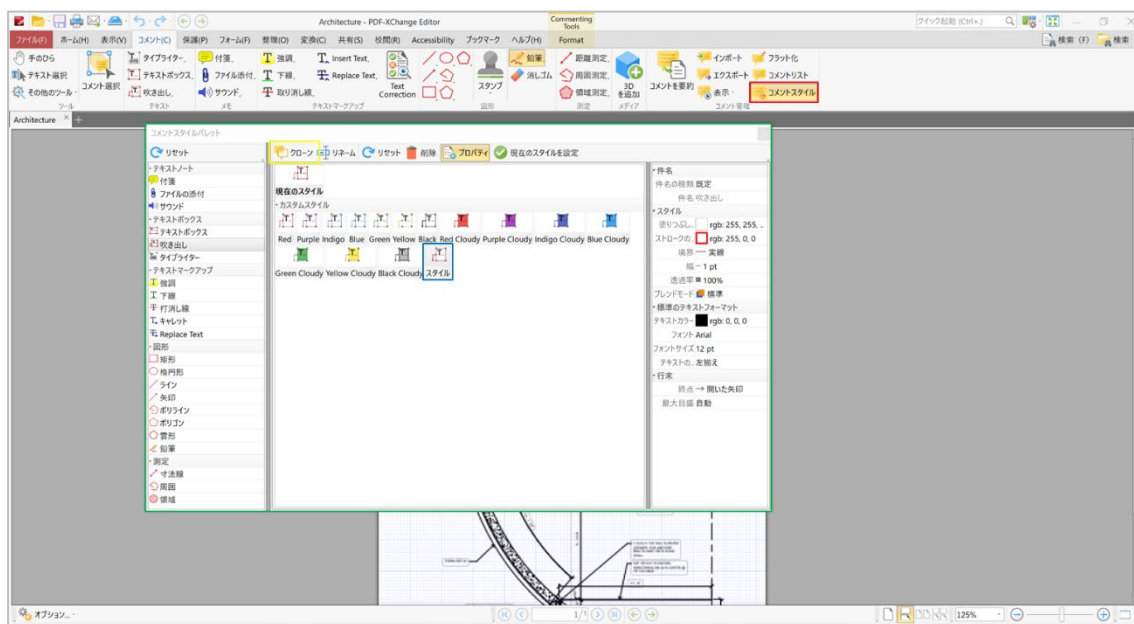 Architecture - PDF-XChange Editor
Commenting Tools
クイック起動 (Ctrl+.)
ファイル(F) ホーム(H) 表示(V) コメント(C) 保護(P) フォーム(F) 整理(O) 変換(C) 共有(S) 校閲(R) Accessibility ブックマーク ヘルプ(H) Format 検索 (F) 検索
手のひら タイプライター. 付箋. 強調. Insert Text. 鉛筆 距離測定. インポート フラット化
テキスト選択 コメント選択 テキストボックス. ファイル添付. 下線. Replace Text. Text Correction スタンプ 消しゴム 周囲測定. 3Dを追加 コメントを要約 エクスポート コメントリスト
その他のツール 吹き出し. サウンド. 取り消し線. 領域測定. 表示 コメントスタイル
ツール テキスト メモ テキストマークアップ 図形 測定 メディア コメント管理
Architecture
コメントスタイルパレット
リセット クローン リネーム リセット 削除 プロパティ 現在のスタイルを設定
テキストノート
付箋
ファイルの添付
サウンド
テキストボックス
テキストボックス
吹き出し
タイプライター
テキストマークアップ
強調
下線
打消し線
キャレット
Replace Text
図形
矩形
楕円形
ライン
矢印
ポリライン
ポリゴン
雲形
鉛筆
測定
寸法線
周囲
領域
現在のスタイル
カスタムスタイル
Red Purple Indigo Blue Green Yellow Black Red Cloudy Purple Cloudy Indigo Cloudy Blue Cloudy
Green Cloudy Yellow Cloudy Black Cloudy スタイル
件名
件名の種類 既定
件名 吹き出し
スタイル
塗りつぶし.. rgb: 255, 255, ..
ストロークの.. rgb: 255, 0, 0
境界 実線
幅 1 pt
透過率 100%
ブレンドモード 標準
標準のテキストフォーマット
テキストカラー rgb: 0, 0, 0
フォント Arial
フォントサイズ 12 pt
テキストの.. 左揃え
行末
終点 開いた矢印
最大目盛 自動
オプション...
1/1
125%